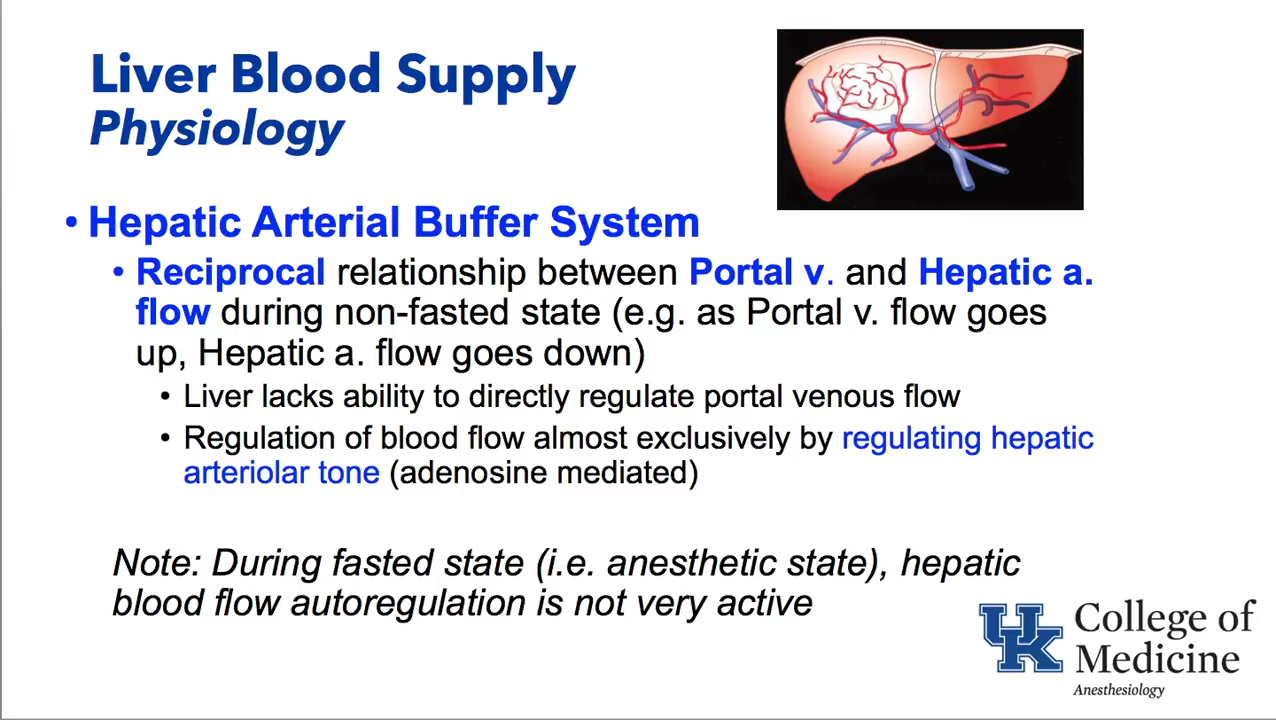 Liver Blood Supply
Physiology
• Hepatic Arterial Buffer System
• Reciprocal relationship between Portal v. and Hepatic a.
flow during non-fasted state (e.g. as Portal v. flow goes
up, Hepatic a. flow goes down)
• Liver lacks ability to directly regulate portal venous flow
• Regulation of blood flow almost exclusively by regulating hepatic
arteriolar tone (adenosine mediated)
Note: During fasted state (i.e. anesthetic state), hepatic
blood flow autoregulation is not very active
UK College of
Medicine
Anesthesiology